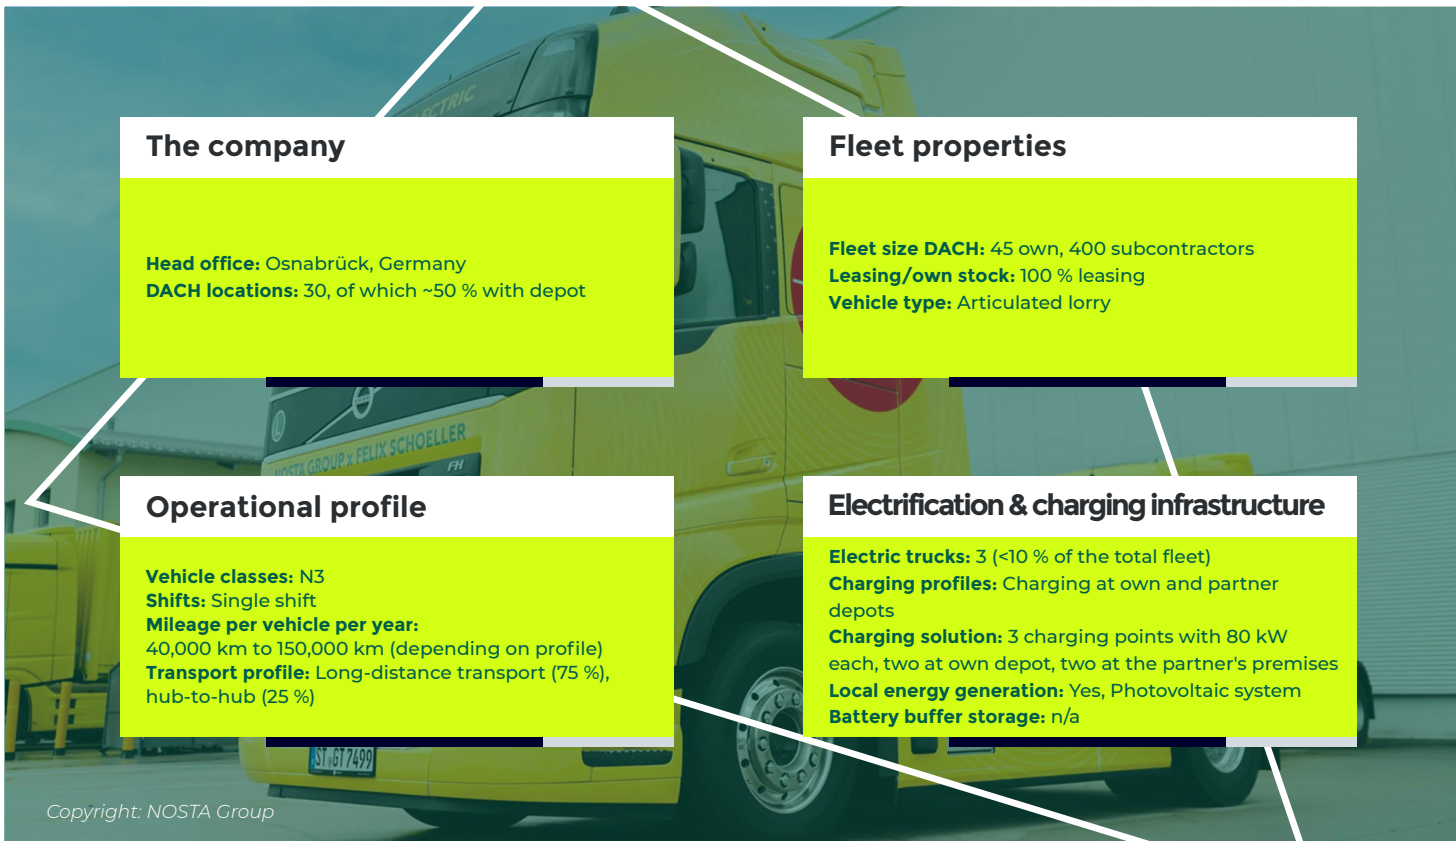 ELECTRIC
The company
Head office: Osnabrück, Germany
DACH locations: 30, of which ~50 % with depot
Fleet properties
Fleet size DACH: 45 own, 400 subcontractors
Leasing/own stock: 100 % leasing
Vehicle type: Articulated lorry
VOLVO
L
NOSTA GROUP x FELIX SCHOELLER
FH
Operational profile
Vehicle classes: N3
Shifts: Single shift
Mileage per vehicle per year:
40,000 km to 150,000 km (depending on profile)
Transport profile: Long-distance transport (75 %),
hub-to-hub (25 %)
Electrification & charging infrastructure
Electric trucks: 3 (<10 % of the total fleet)
Charging profiles: Charging at own and partner
depots
Charging solution: 3 charging points with 80 kW
each, two at own depot, two at the partner's premises
Local energy generation: Yes, Photovoltaic system
Battery buffer storage: n/a
ST GT 7499
Copyright: NOSTA Group